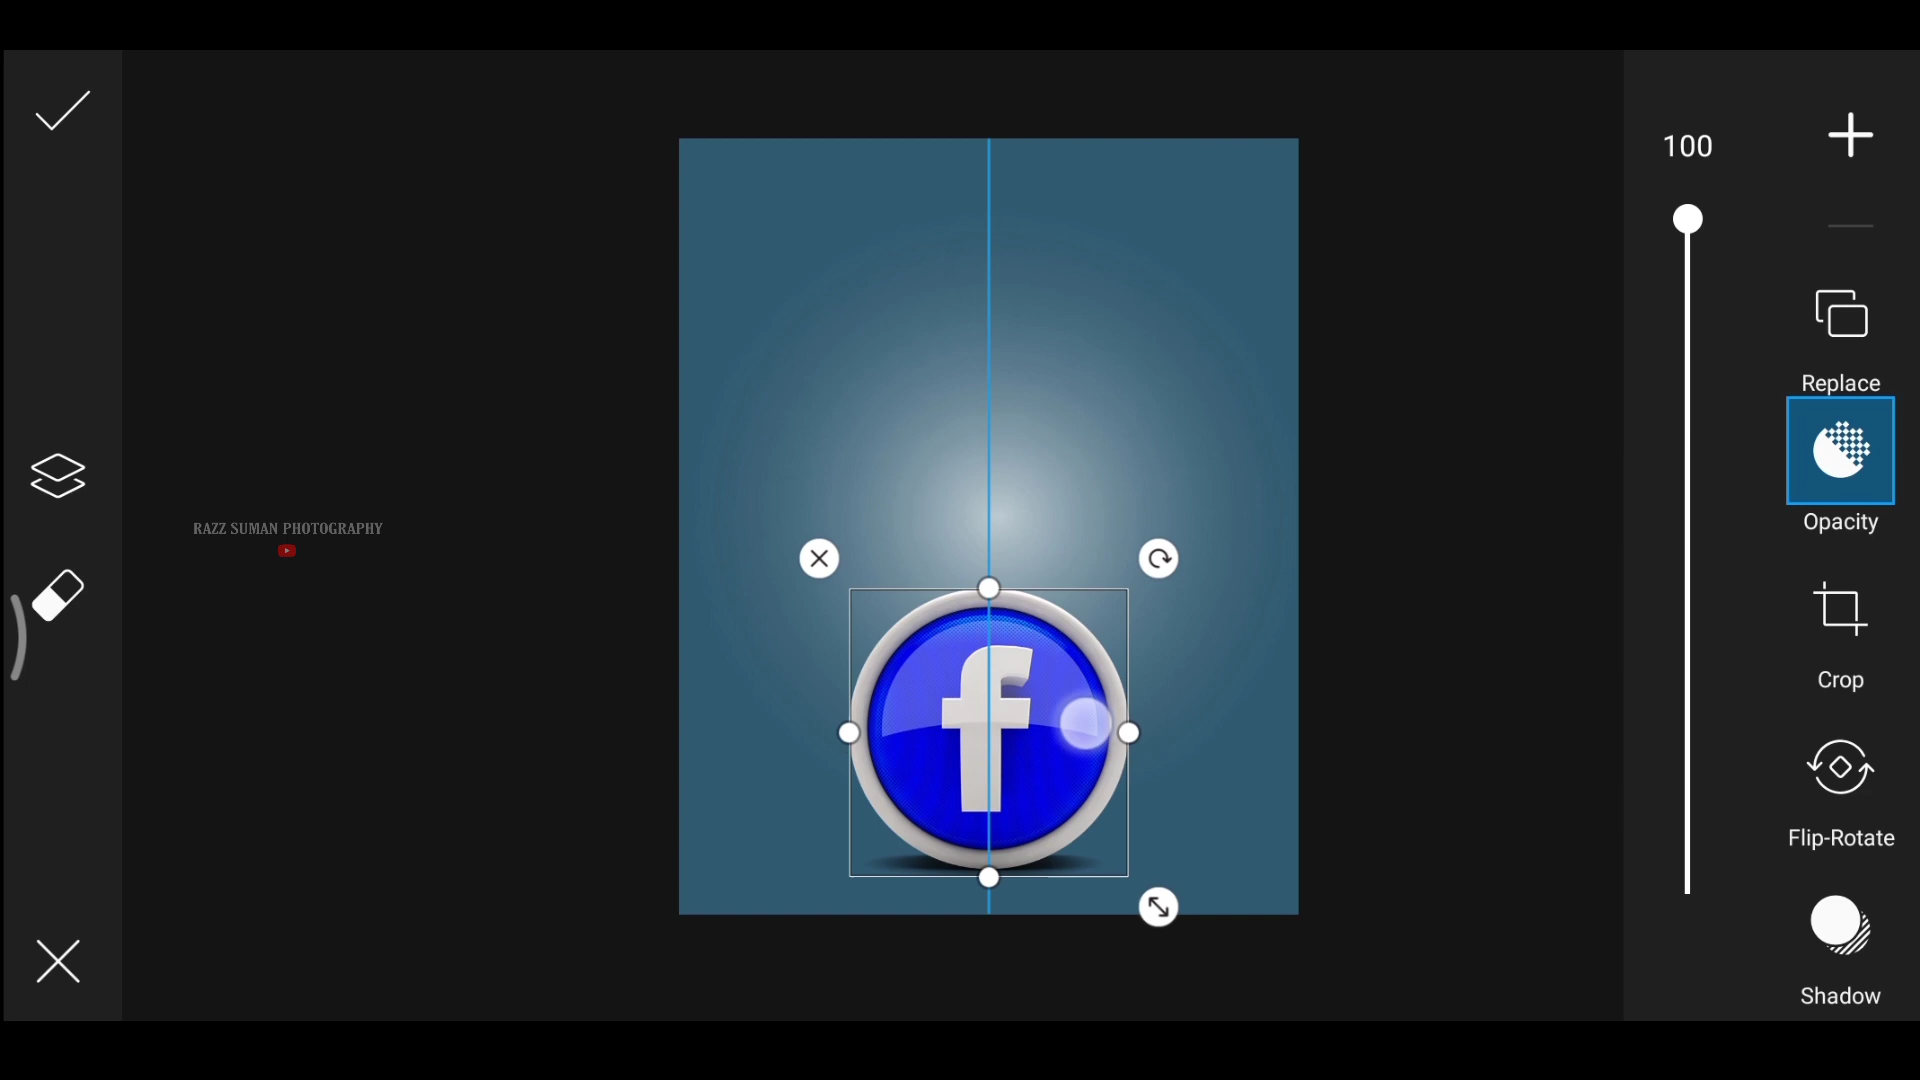 100
Replace
Opacity
RAZZ SUMAN PHOTOGRAPHY
f
Crop
Flip-Rotate
Shadow